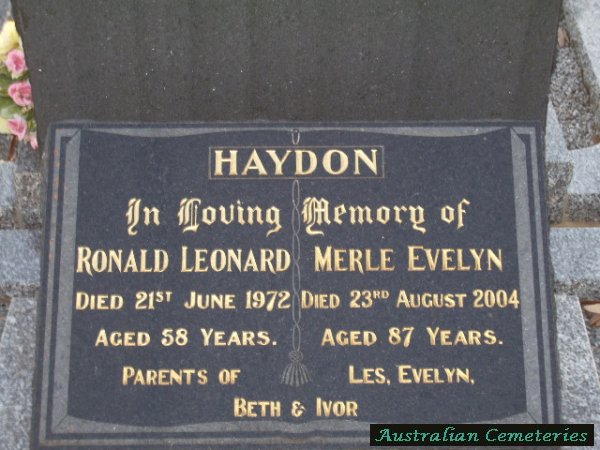 HAYDON
In Loving Memory of
RONALD LEONARD MERLE EVELYN
DIED 21ST JUNE 1972 DIED 23RD AUGUST 2004
AGED 58 YEARS. AGED 87 YEARS.
PARENTS OF LES, EVELYN,
BETH & IVOR
Australian Cemeteries